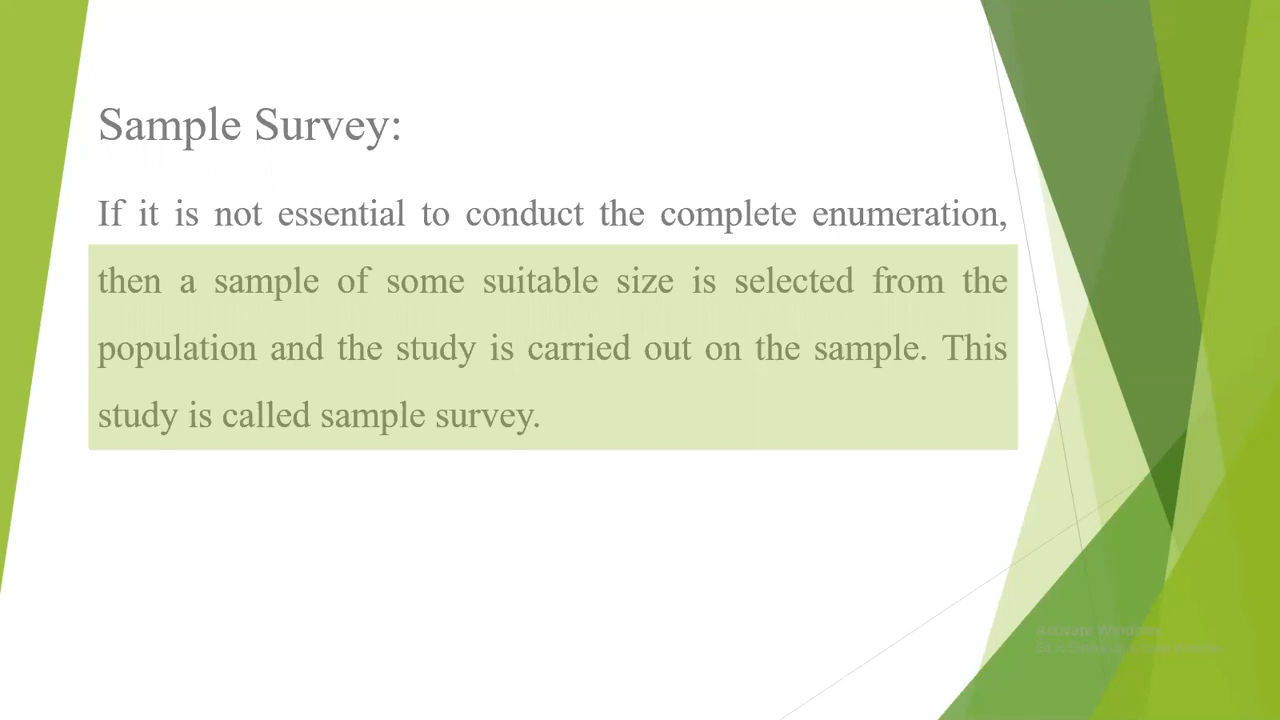 Sample Survey:
If it is not essential to conduct the complete enumeration,
then a sample of some suitable size is selected from the
population and the study is carried out on the sample. This
study is called sample survey.
Activate Windows